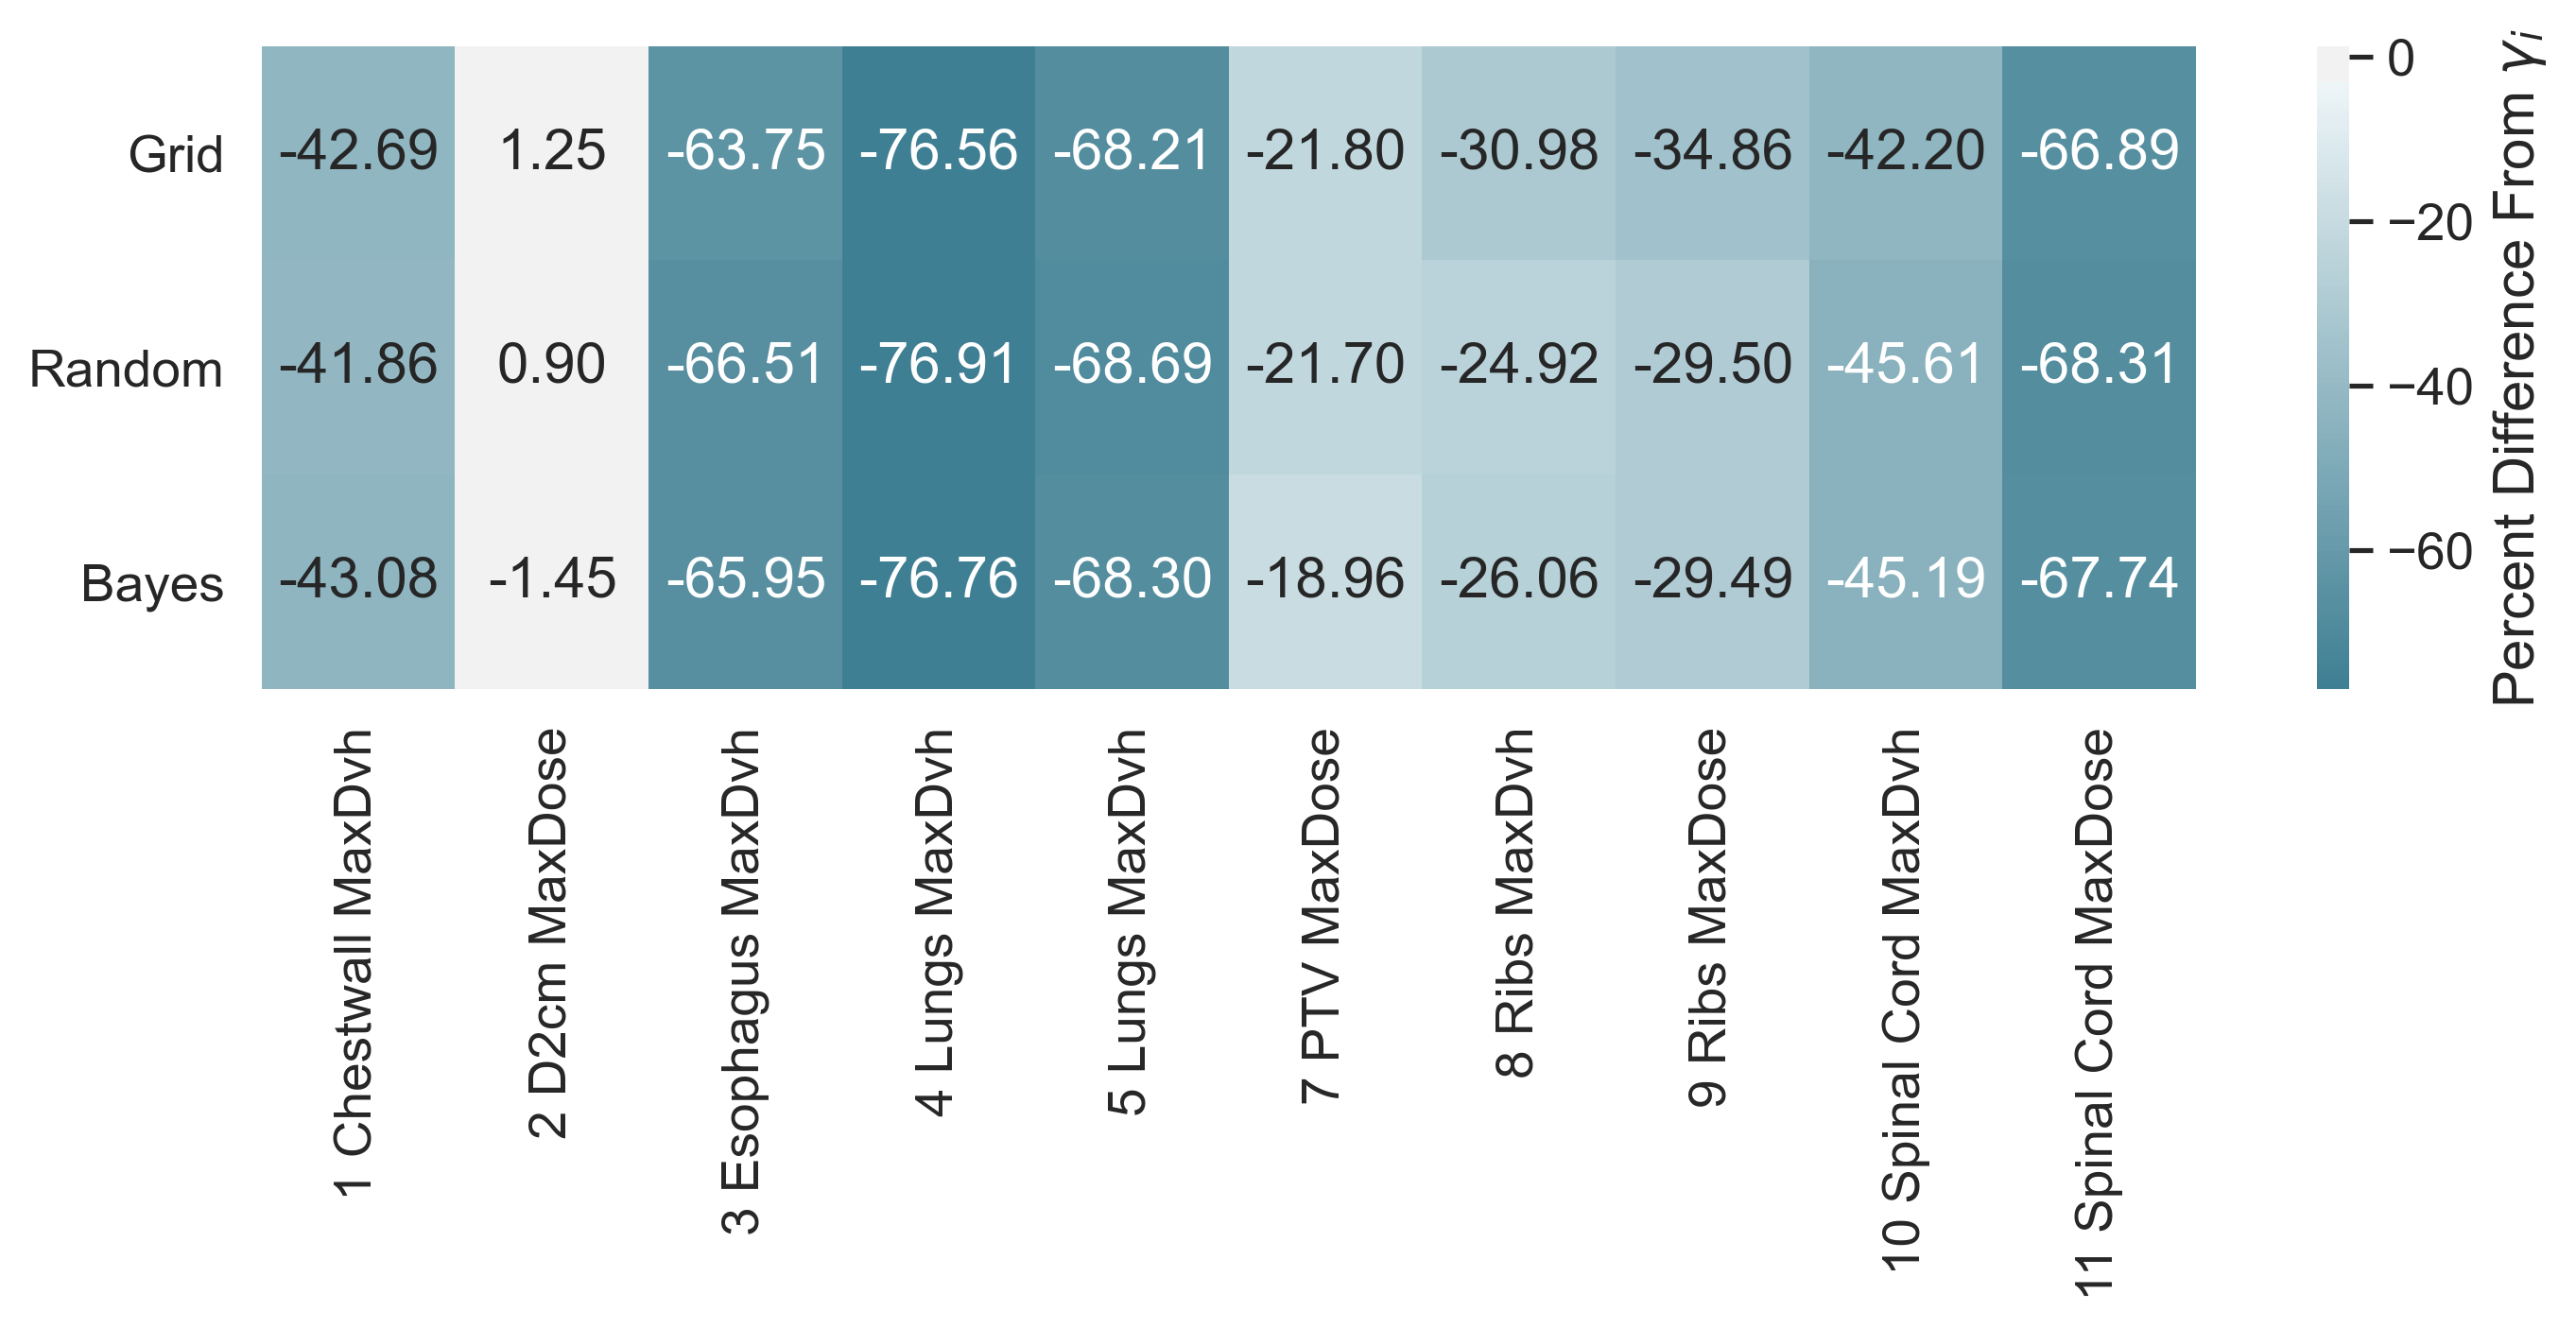 Grid -42.69 1.25 -63.75 -76.56 -68.21 -21.80 -30.98 -34.86 -42.20 -66.89
Random -41.86 0.90 -66.51 -76.91 -68.69 -21.70 -24.92 -29.50 -45.61 -68.31
Bayes -43.08 -1.45 -65.95 -76.76 -68.30 -18.96 -26.06 -29.49 -45.19 -67.74
1 Chestwall MaxDvh
2 D2cm MaxDose
3 Esophagus MaxDvh
4 Lungs MaxDvh
5 Lungs MaxDvh
7 PTV MaxDose
8 Ribs MaxDvh
9 Ribs MaxDose
10 Spinal Cord MaxDvh
11 Spinal Cord MaxDose
0
−20
−40
−60
Percent Difference From γᵢ